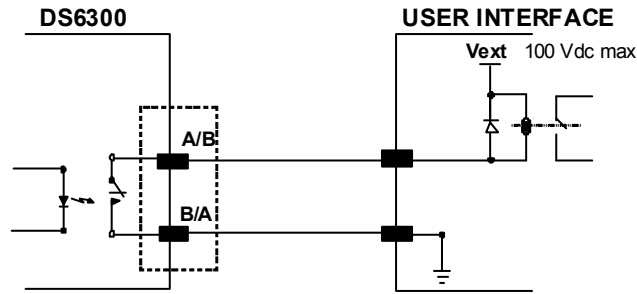 DS6300
USER INTERFACE
Vext 100 Vdc max
A/B
B/A